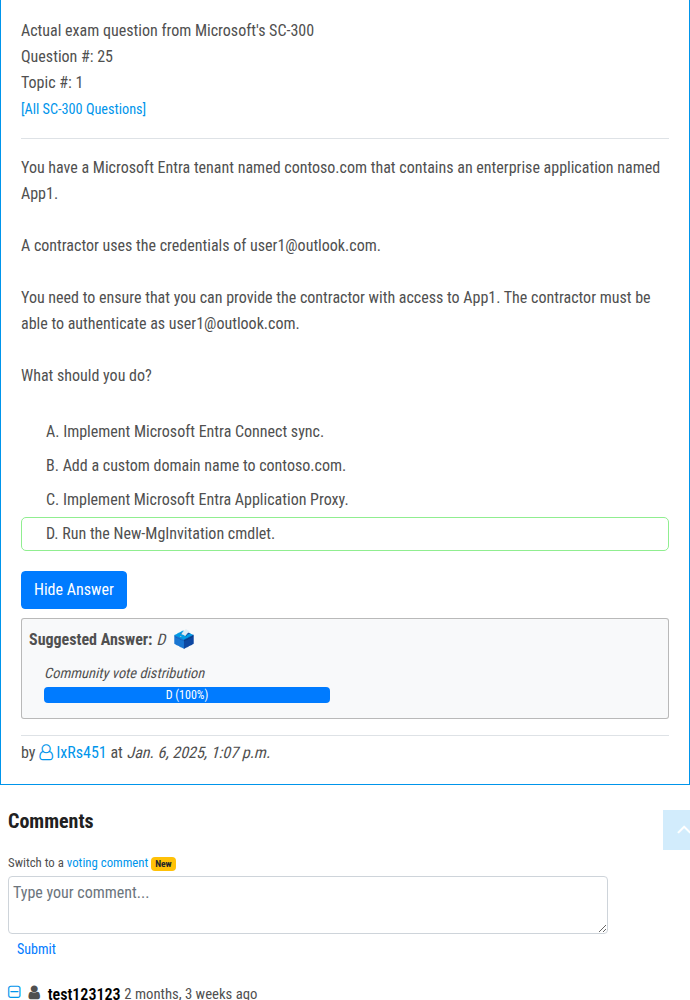 Actual exam question from Microsoft's SC-300
Question #: 25
Topic #: 1
[All SC-300 Questions]
You have a Microsoft Entra tenant named contoso.com that contains an enterprise application named
App1.
A contractor uses the credentials of user1@outlook.com.
You need to ensure that you can provide the contractor with access to App1. The contractor must be
able to authenticate as user1@outlook.com.
What should you do?
A. Implement Microsoft Entra Connect sync.
B. Add a custom domain name to contoso.com.
C. Implement Microsoft Entra Application Proxy.
D. Run the New-MgInvitation cmdlet.
Hide Answer
Suggested Answer: D
Community vote distribution
D (100%)
by IxRs451 at Jan. 6, 2025, 1:07 p.m.
Comments
Switch to a voting comment New
Type your comment...
Submit
test123123 2 months, 3 weeks ago